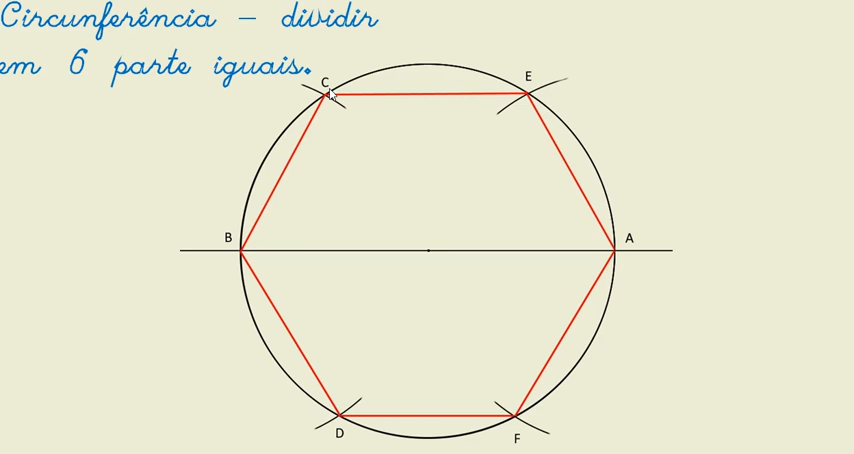 Circunferência – dividir
em 6 parte iguais.
C
E
B
A
D
F